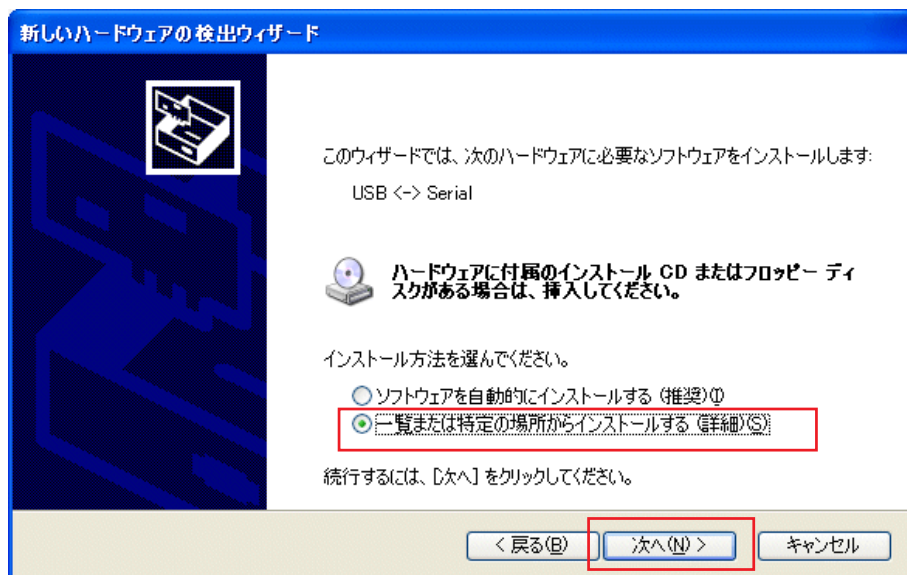 新しいハードウェアの検出ウィザード
このウィザードでは、次のハードウェアに必要なソフトウェアをインストールします:
USB <-> Serial
ハードウェアに付属のインストール CD またはフロッピー ディ
スクがある場合は、挿入してください。
インストール方法を選んでください。
ソフトウェアを自動的にインストールする (推奨)(I)
一覧または特定の場所からインストールする (詳細)(S)
続行するには、[次へ] をクリックしてください。
< 戻る(B)
次へ(N) >
キャンセル